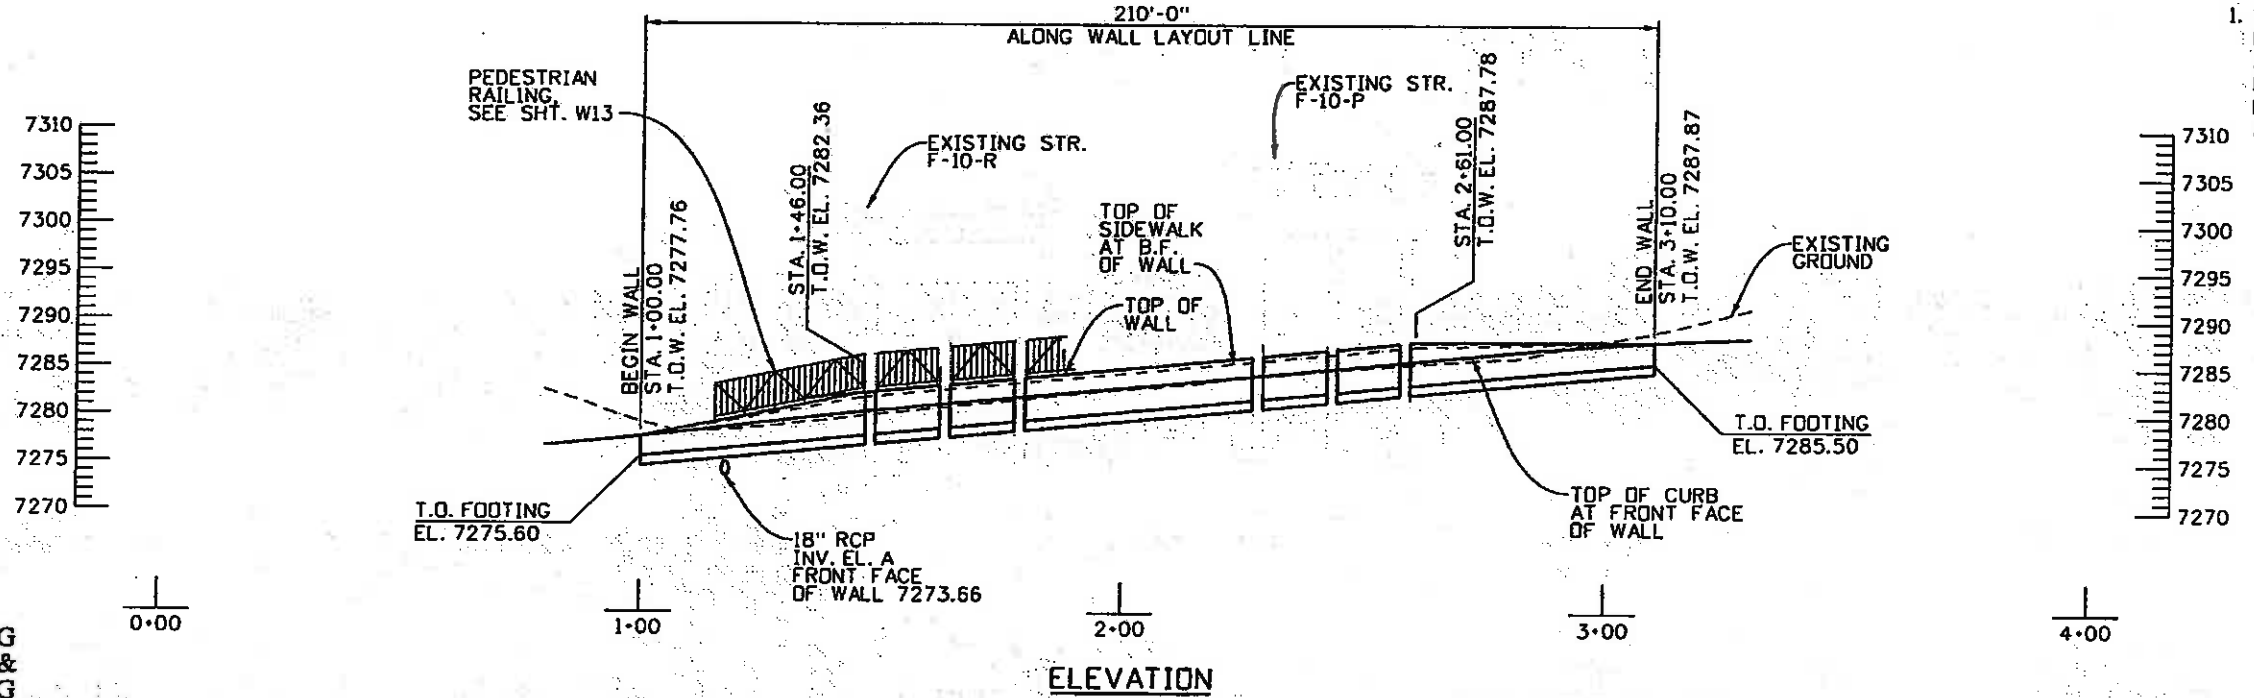 210'-0"
ALONG WALL LAYOUT LINE
1.
PEDESTRIAN
RAILING,
SEE SHT. W13
EXISTING STR.
F-10-R
EXISTING STR.
F-10-P
BEGIN WALL
STA. 1+00.00
T.O.W. EL. 7277.76
STA. 1+46.00
T.O.W. EL. 7282.36
TOP OF
SIDEWALK
AT B.F.
OF WALL
TOP OF
WALL
STA. 2+61.00
T.O.W. EL. 7287.78
END WALL
STA. 3+10.00
T.O.W. EL. 7287.87
EXISTING
GROUND
7310
7305
7300
7295
7290
7285
7280
7275
7270
7310
7305
7300
7295
7290
7285
7280
7275
7270
T.O. FOOTING
EL. 7275.60
18" RCP
INV. EL. A
FRONT FACE
OF WALL 7273.66
T.O. FOOTING
EL. 7285.50
TOP OF CURB
AT FRONT FACE
OF WALL
0+00
1+00
2+00
3+00
4+00
G
&
G
ELEVATION